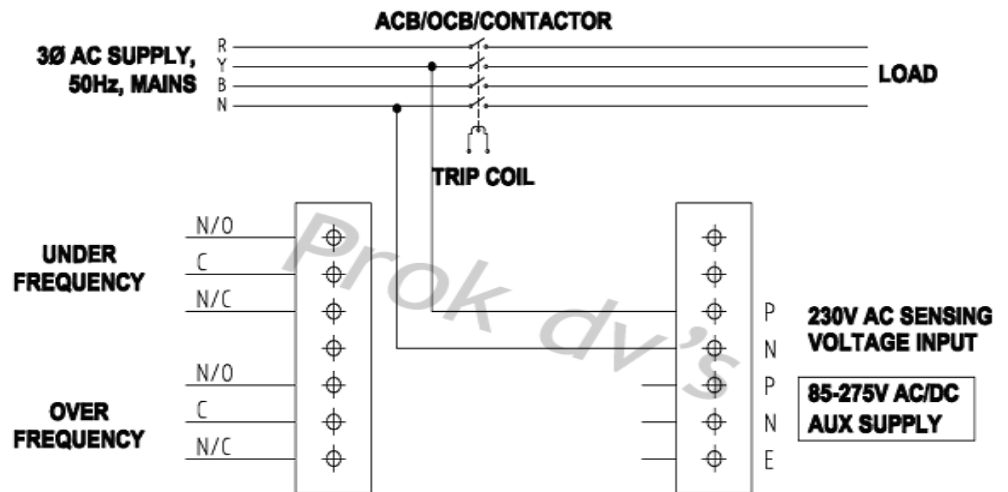 ACB/OCB/CONTACTOR
3Ø AC SUPPLY,
50Hz, MAINS
R
Y
B
N
LOAD
TRIP COIL
UNDER
FREQUENCY
N/O
C
N/C
OVER
FREQUENCY
N/O
C
N/C
Prok dv's
P
N
230V AC SENSING
VOLTAGE INPUT
P
N
E
85-275V AC/DC
AUX SUPPLY